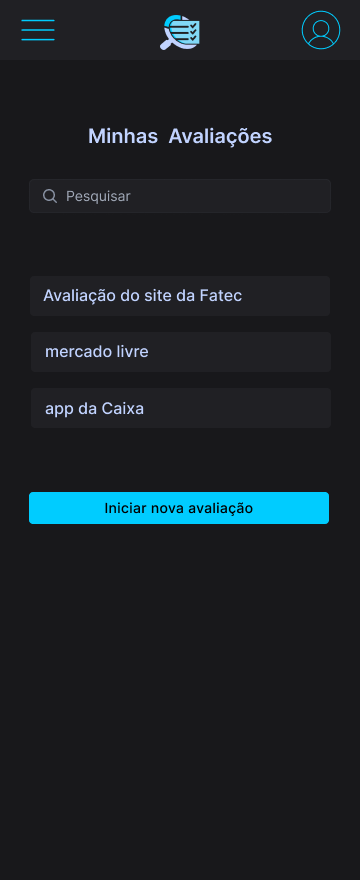 Minhas Avaliações
Pesquisar
Avaliação do site da Fatec
mercado livre
app da Caixa
Iniciar nova avaliação